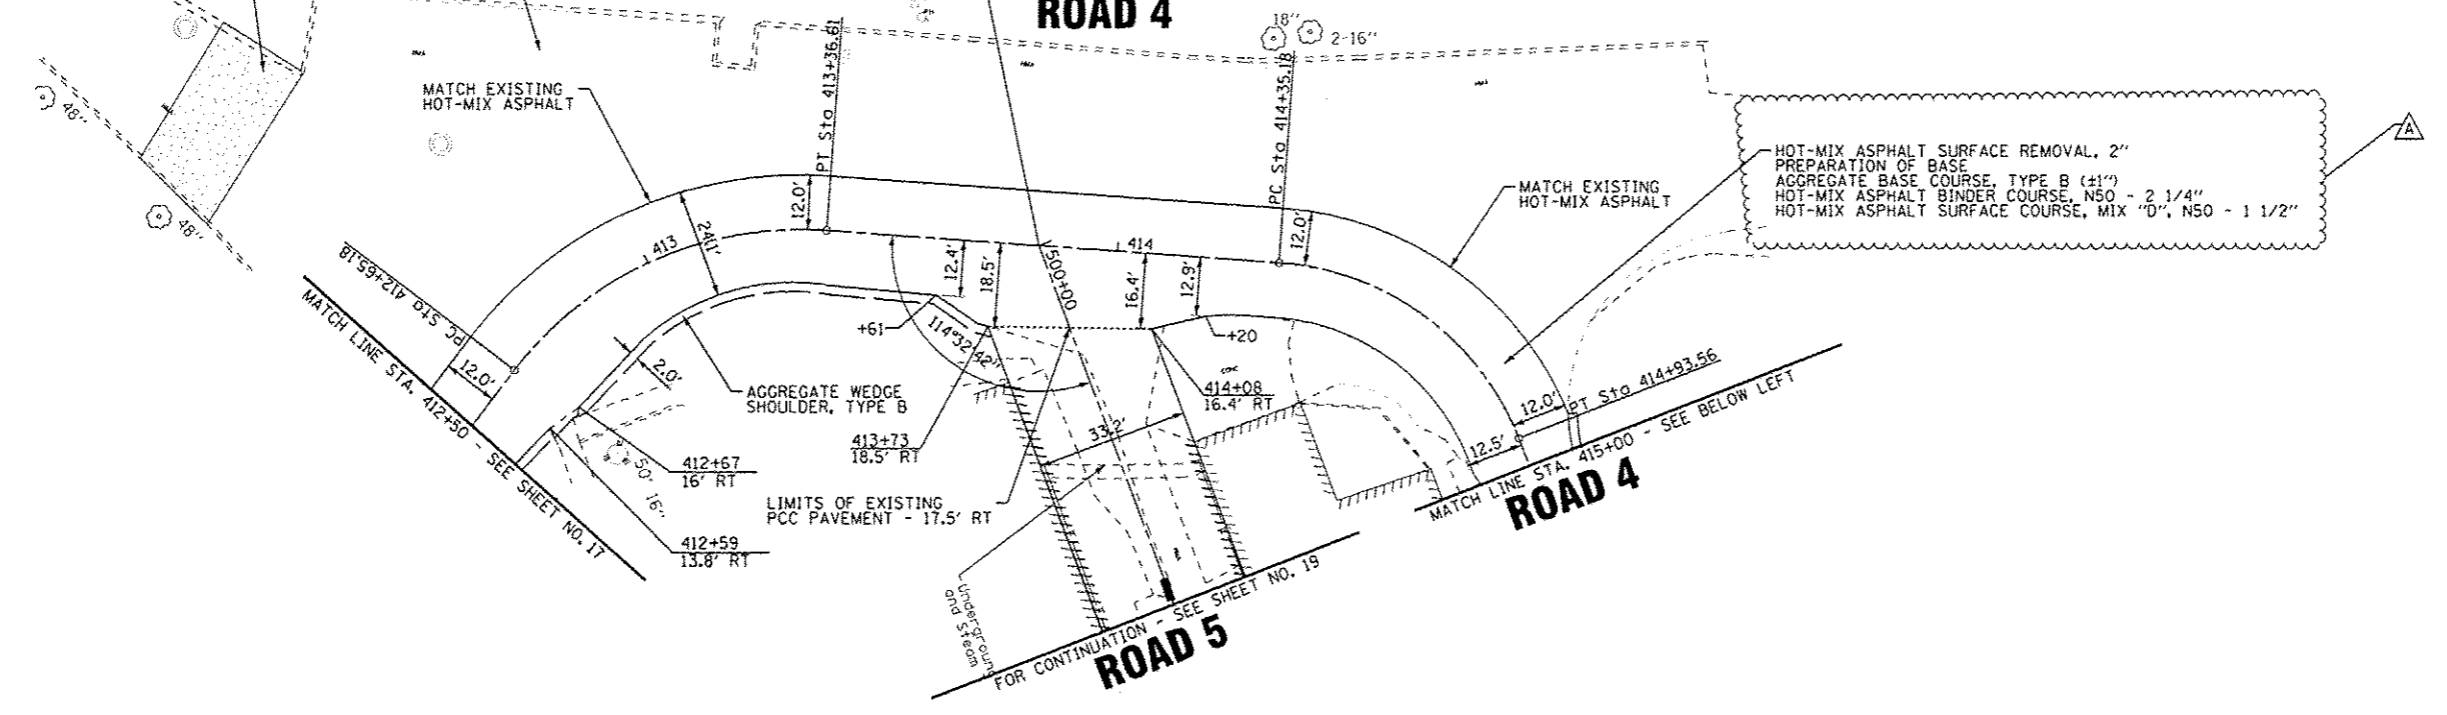 ROAD 4
18"
2-16"
48"
48"
MATCH EXISTING
HOT-MIX ASPHALT
PT Sta 413+36.61
PC Sta 414+35.18
MATCH EXISTING
HOT-MIX ASPHALT
HOT-MIX ASPHALT SURFACE REMOVAL, 2"
PREPARATION OF BASE
AGGREGATE BASE COURSE, TYPE B (±1")
HOT-MIX ASPHALT BINDER COURSE, N50 - 2 1/4"
HOT-MIX ASPHALT SURFACE COURSE, MIX "D", N50 - 1 1/2"
A
12.0'
12.0'
413
414
500+00
12.4'
18.5'
16.4'
12.9'
PC Sta 412+65.18
MATCH LINE STA. 412+50 - SEE SHEET NO. 17
12.0'
2.0'
+61
114°32'42"
+20
AGGREGATE WEDGE
SHOULDER, TYPE B
414+08
16.4' RT
413+73
18.5' RT
33.2'
12.0'
PT Sta 414+93.56
12.5'
MATCH LINE STA. 415+00 - SEE BELOW LEFT
ROAD 4
412+67
16' RT
50' 16"
LIMITS OF EXISTING
PCC PAVEMENT - 17.5' RT
412+59
13.8' RT
Underground
and Steam
FOR CONTINUATION - SEE SHEET NO. 19
ROAD 5